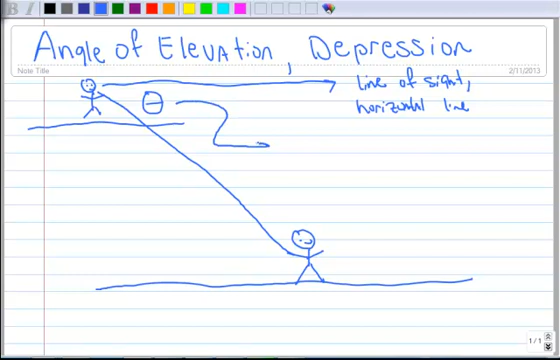 Angle of Elevation, Depression
Note Title
2/11/2013
line of sight,
horizontal line
θ
1/1